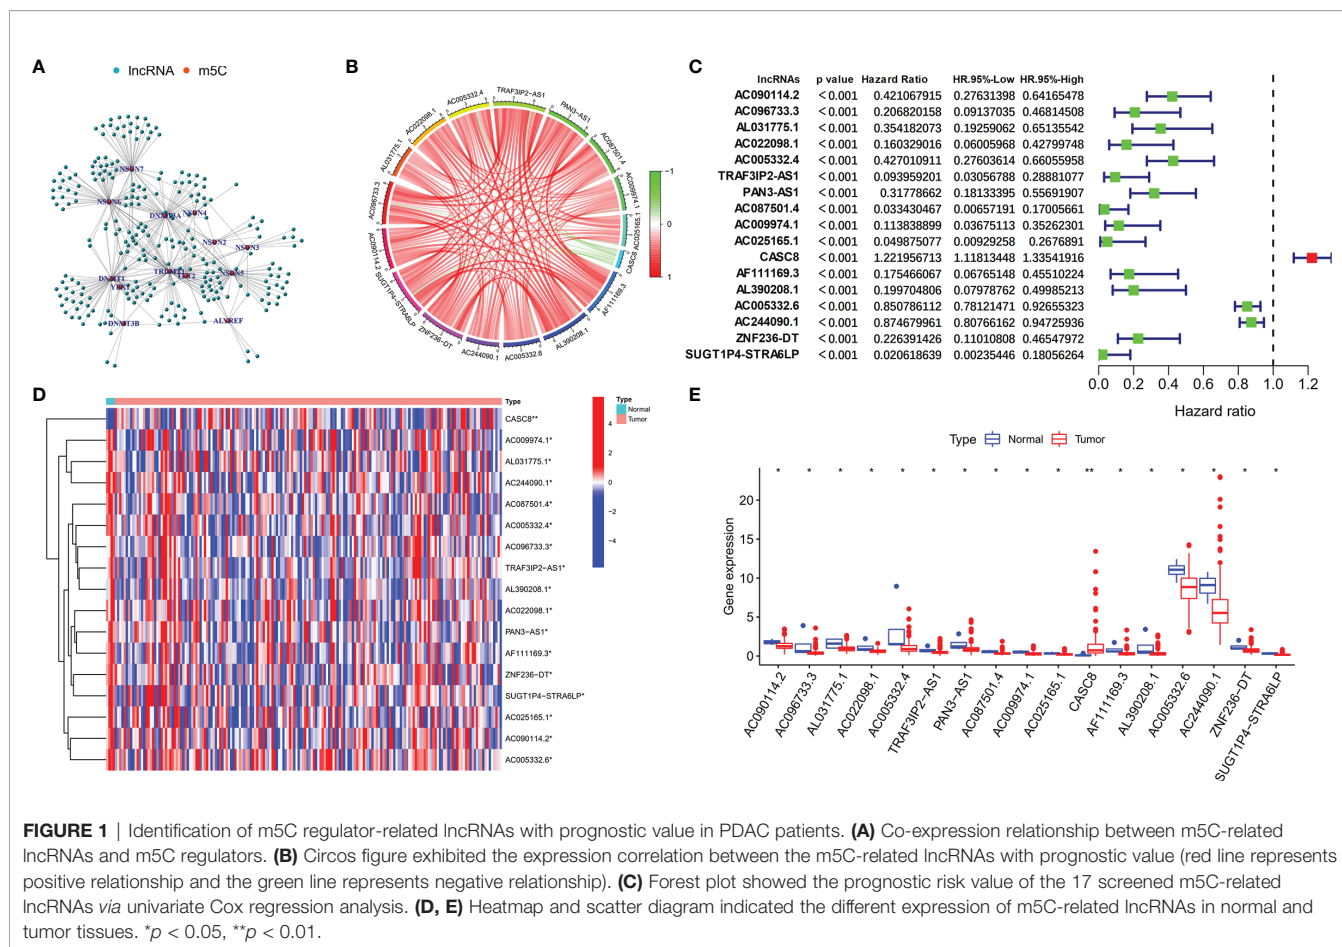 A
lncRNA m5C
NSUN7
NSUN6
DNMT3A NSUN4
NSUN2 NSUN3
DNMT1
NSUN5
DNMT3B
ALYREF
B
TRAF3IP2-AS1
PAN3-AS1
AC087501.4
AC009974.1
AC025165.1
CASC8
AF111169.3
AL390208.1
AC005332.6
AC244090.1
ZNF236-DT
SUGT1P4-STRA6LP
AC090114.2
AC096733.3
AL031775.1
AC022098.1
AC005332.4
-1
-0.5
0
0.5
1
C
lncRNAs p value Hazard Ratio HR.95%-Low HR.95%-High
AC090114.2 <0.001 0.421067915 0.27631398 0.64165478
AC096733.3 <0.001 0.206820158 0.09137035 0.46814508
AL031775.1 <0.001 0.354182073 0.19259062 0.65135542
AC022098.1 <0.001 0.160329016 0.06005968 0.42799748
AC005332.4 <0.001 0.427010911 0.27603614 0.66055958
TRAF3IP2-AS1 <0.001 0.093959201 0.03056788 0.28881077
PAN3-AS1 <0.001 0.31778662 0.18133395 0.55691907
AC087501.4 <0.001 0.033430467 0.00657191 0.17005661
AC009974.1 <0.001 0.113838899 0.03675113 0.35262301
AC025165.1 <0.001 0.049875077 0.00929258 0.2676891
CASC8 <0.001 1.221956713 1.11813448 1.33541916
AF111169.3 <0.001 0.175466067 0.06765148 0.45510224
AL390208.1 <0.001 0.199704806 0.07978762 0.49985213
AC005332.6 <0.001 0.850786112 0.78121471 0.92655323
AC244090.1 <0.001 0.874679961 0.80766162 0.94725936
ZNF236-DT <0.001 0.226391426 0.11010808 0.46547972
SUGT1P4-STRA6LP <0.001 0.020618639 0.00235446 0.18056264
0.0 0.2 0.4 0.6 0.8 1.0 1.2
Hazard ratio
D
Type
CASC8**
AC009974.1*
AL031775.1*
AC244090.1*
AC087501.4*
AC005332.4*
AC096733.3*
TRAF3IP2-AS1*
AL390208.1*
AC022098.1*
PAN3-AS1*
AF111169.3*
ZNF236-DT*
SUGT1P4-STRA6LP*
AC025165.1*
AC090114.2*
AC005332.6*
4
2
0
-2
-4
Type
Normal
Tumor
E
Type Normal Tumor
* * * * * * * * * * ** * * * * * *
Gene expression
20
15
10
5
0
AC090114.2
AC096733.3
AL031775.1
AC022098.1
AC005332.4
TRAF3IP2-AS1
PAN3-AS1
AC087501.4
AC009974.1
AC025165.1
CASC8
AF111169.3
AL390208.1
AC005332.6
AC244090.1
ZNF236-DT
SUGT1P4-STRA6LP
FIGURE 1 | Identification of m5C regulator-related lncRNAs with prognostic value in PDAC patients. (A) Co-expression relationship between m5C-related
lncRNAs and m5C regulators. (B) Circos figure exhibited the expression correlation between the m5C-related lncRNAs with prognostic value (red line represents
positive relationship and the green line represents negative relationship). (C) Forest plot showed the prognostic risk value of the 17 screened m5C-related
lncRNAs via univariate Cox regression analysis. (D, E) Heatmap and scatter diagram indicated the different expression of m5C-related lncRNAs in normal and
tumor tissues. *p < 0.05, **p < 0.01.